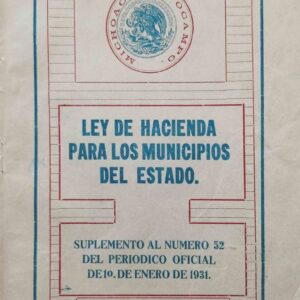 MICHOACAN
OCAMPO
LEY DE HACIENDA
PARA LOS MUNICIPIOS
DEL ESTADO.
SUPLEMENTO AL NUMERO 52
DEL PERIODICO OFICIAL
DE 1o. DE ENERO DE 1931.